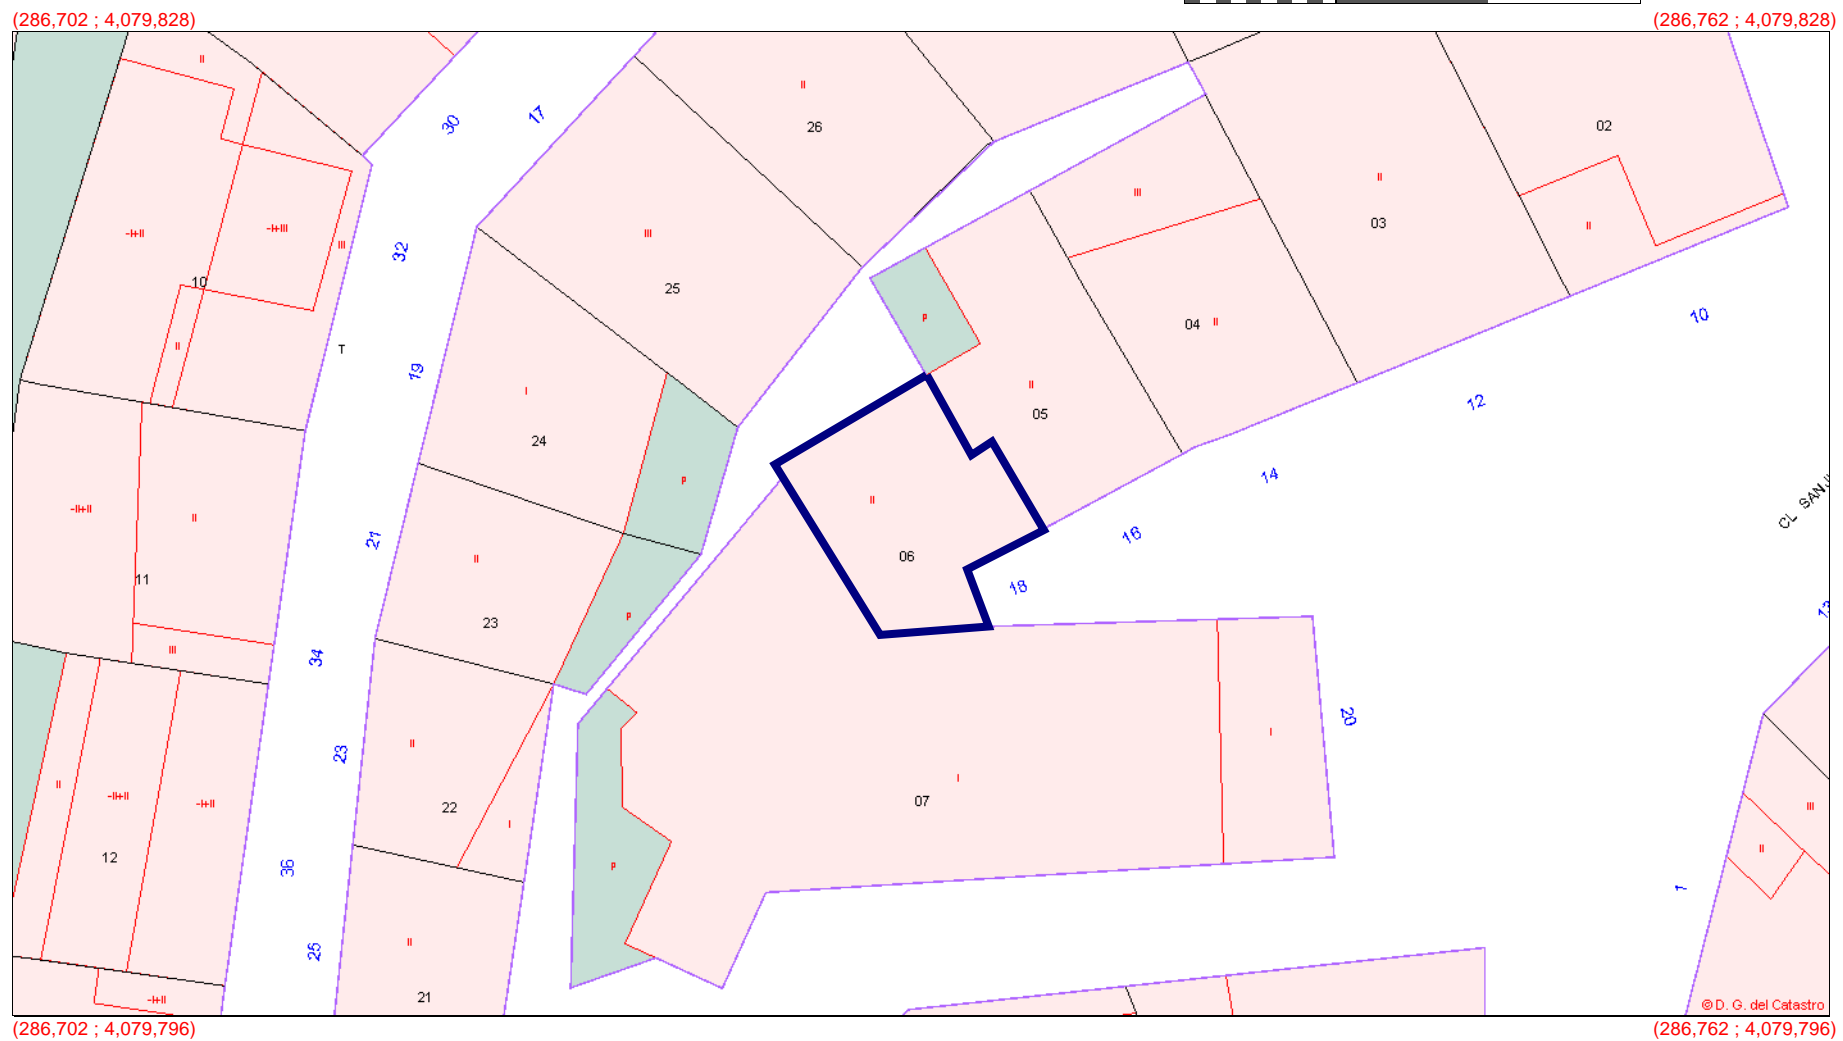 (286,702 ; 4,079,828)
(286,762 ; 4,079,828)
II
II
26
30
17
02
III
II
-I+II
-I+III
III
32
III
03
II
10
25
P
04
II
10
II
T
19
I
II
05
12
24
P
14
II
CL SAN
-II+II
II
21
16
II
06
11
18
P
23
13
III
34
20
23
II
I
07
I
II
-II+II
-I+II
22
I
III
II
12
36
P
1
II
25
21
-I+II
© D. G. del Catastro
(286,702 ; 4,079,796)
(286,762 ; 4,079,796)